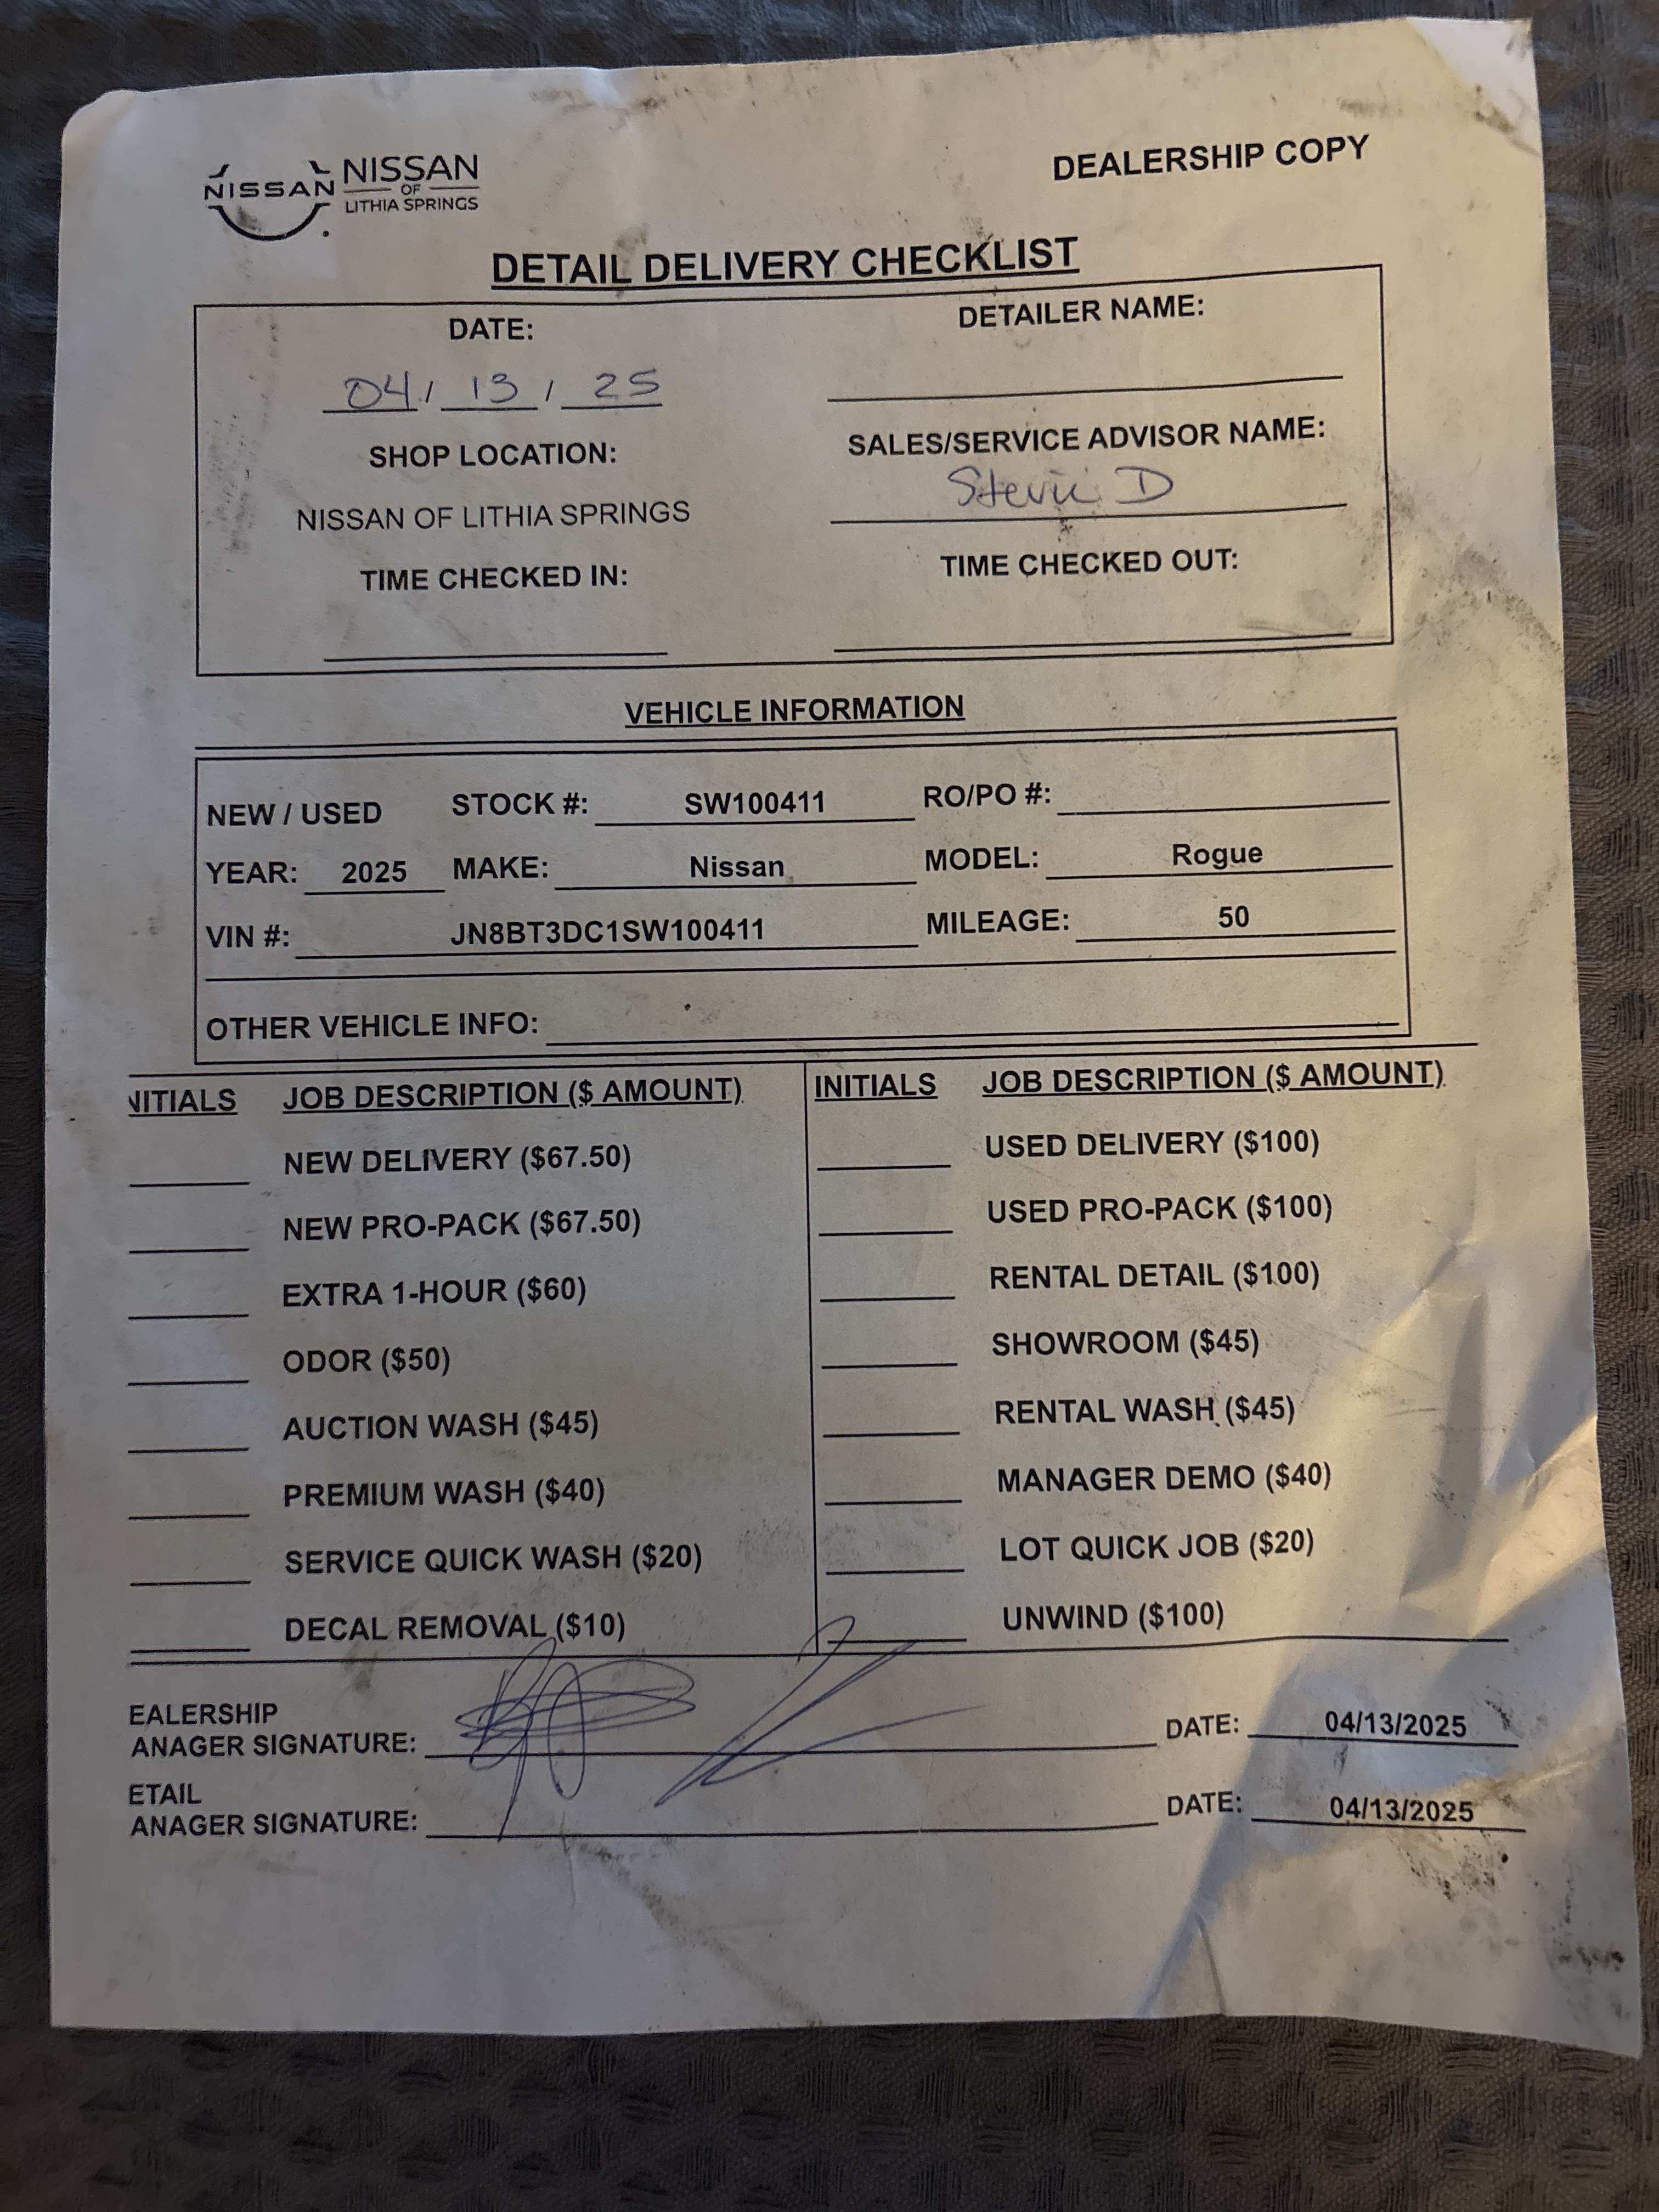 NISSAN NISSAN
OF
LITHIA SPRINGS
DEALERSHIP COPY
DETAIL DELIVERY CHECKLIST
DATE:
04 / 13 / 25
DETAILER NAME:
SHOP LOCATION:
NISSAN OF LITHIA SPRINGS
SALES/SERVICE ADVISOR NAME:
Stevii D
TIME CHECKED IN:
TIME CHECKED OUT:
VEHICLE INFORMATION
NEW / USED STOCK #: SW100411 RO/PO #:
YEAR: 2025 MAKE: Nissan MODEL: Rogue
VIN #: JN8BT3DC1SW100411 MILEAGE: 50
OTHER VEHICLE INFO:
NITIALS JOB DESCRIPTION ($ AMOUNT)
NEW DELIVERY ($67.50)
NEW PRO-PACK ($67.50)
EXTRA 1-HOUR ($60)
ODOR ($50)
AUCTION WASH ($45)
PREMIUM WASH ($40)
SERVICE QUICK WASH ($20)
DECAL REMOVAL ($10)
INITIALS JOB DESCRIPTION ($ AMOUNT)
USED DELIVERY ($100)
USED PRO-PACK ($100)
RENTAL DETAIL ($100)
SHOWROOM ($45)
RENTAL WASH ($45)
MANAGER DEMO ($40)
LOT QUICK JOB ($20)
UNWIND ($100)
EALERSHIP
ANAGER SIGNATURE: DATE: 04/13/2025
ETAIL
ANAGER SIGNATURE: DATE: 04/13/2025